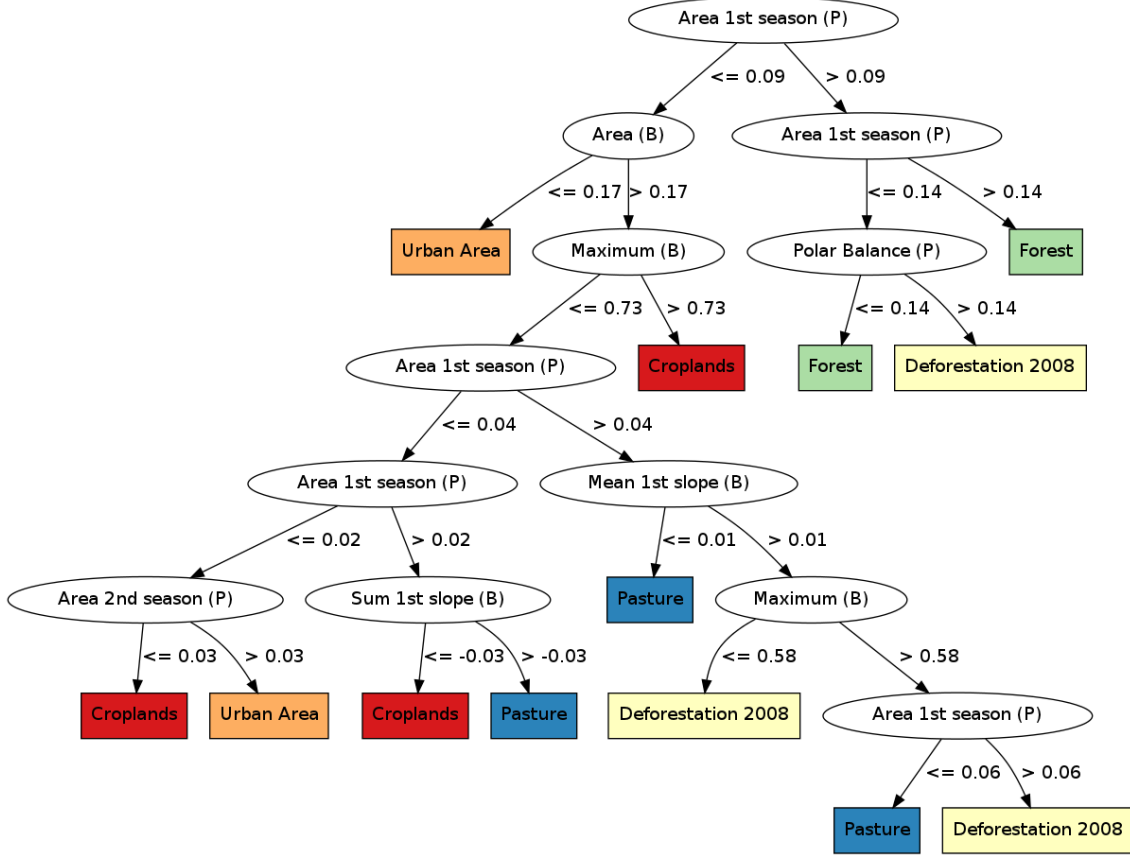 Area 1st season (P)
<= 0.09
> 0.09
Area (B)
Area 1st season (P)
<= 0.17
> 0.17
<= 0.14
> 0.14
Urban Area
Maximum (B)
Polar Balance (P)
Forest
<= 0.73
> 0.73
<= 0.14
> 0.14
Area 1st season (P)
Croplands
Forest
Deforestation 2008
<= 0.04
> 0.04
Area 1st season (P)
Mean 1st slope (B)
<= 0.02
> 0.02
<= 0.01
> 0.01
Area 2nd season (P)
Sum 1st slope (B)
Pasture
Maximum (B)
<= 0.03
> 0.03
<= -0.03
> -0.03
<= 0.58
> 0.58
Croplands
Urban Area
Croplands
Pasture
Deforestation 2008
Area 1st season (P)
<= 0.06
> 0.06
Pasture
Deforestation 2008